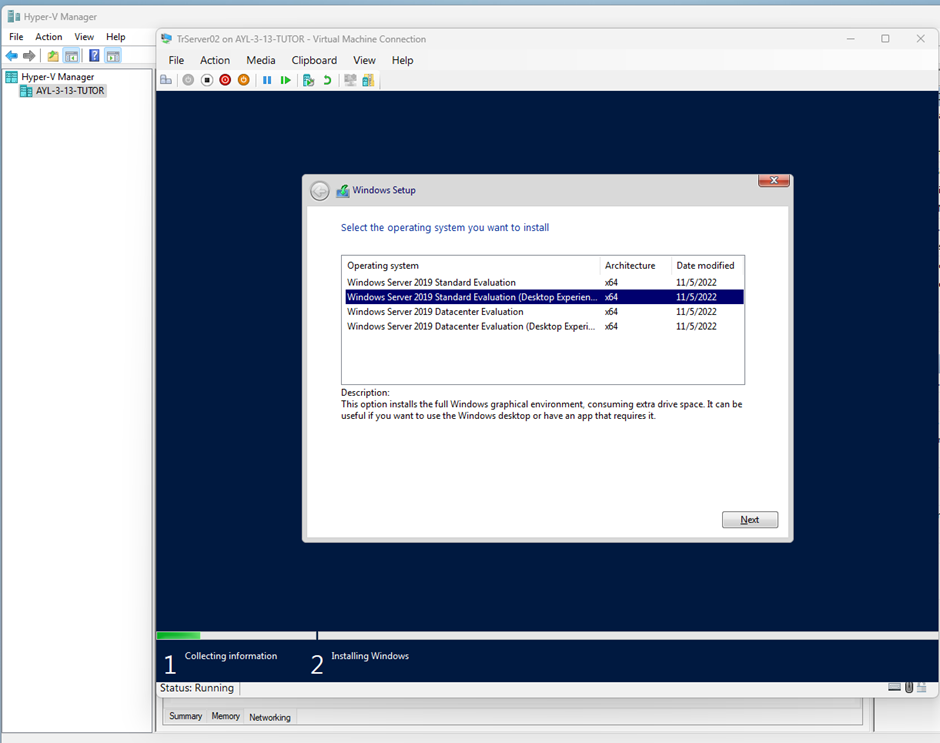 Hyper-V Manager
File Action View Help
Hyper-V Manager
AYL-3-13-TUTOR
TrServer02 on AYL-3-13-TUTOR - Virtual Machine Connection
File Action Media Clipboard View Help
Windows Setup
Select the operating system you want to install
Operating system Architecture Date modified
Windows Server 2019 Standard Evaluation x64 11/5/2022
Windows Server 2019 Standard Evaluation (Desktop Experien... x64 11/5/2022
Windows Server 2019 Datacenter Evaluation x64 11/5/2022
Windows Server 2019 Datacenter Evaluation (Desktop Experi... x64 11/5/2022
Description:
This option installs the full Windows graphical environment, consuming extra drive space. It can be
useful if you want to use the Windows desktop or have an app that requires it.
Next
1 Collecting information 2 Installing Windows
Status: Running
Summary Memory Networking